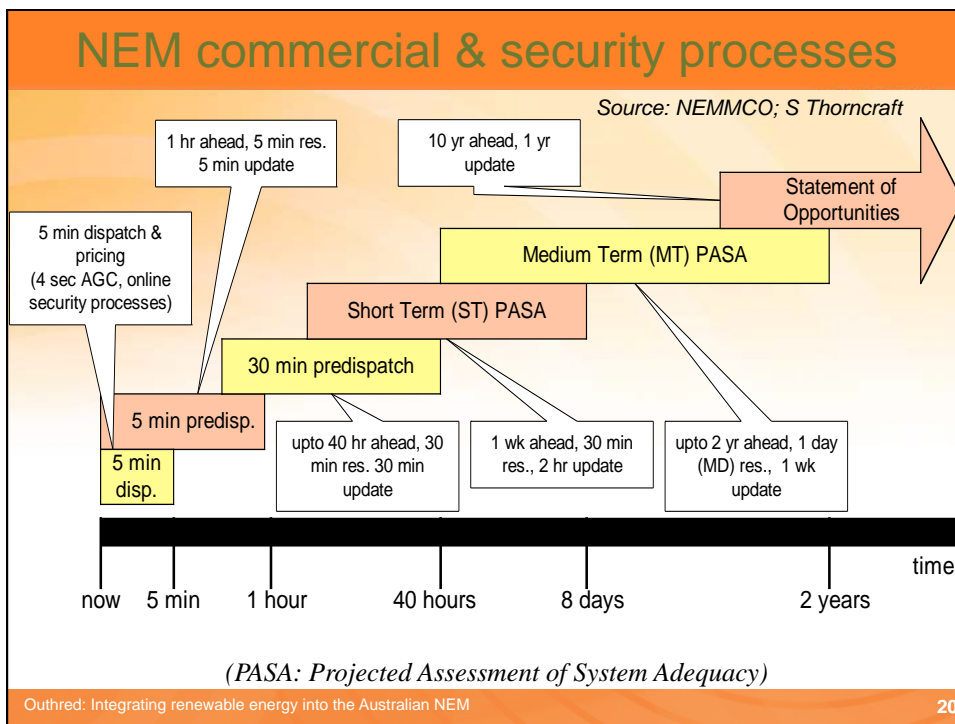 NEM commercial & security processes
Source: NEMMCO; S Thorncraft
1 hr ahead, 5 min res.
5 min update
10 yr ahead, 1 yr
update
Statement of
Opportunities
5 min dispatch &
pricing
(4 sec AGC, online
security processes)
Medium Term (MT) PASA
Short Term (ST) PASA
30 min predispatch
5 min predisp.
5 min
disp.
upto 40 hr ahead, 30
min res. 30 min
update
1 wk ahead, 30 min
res., 2 hr update
upto 2 yr ahead, 1 day
(MD) res., 1 wk
update
time
now
5 min
1 hour
40 hours
8 days
2 years
(PASA: Projected Assessment of System Adequacy)
Outhred: Integrating renewable energy into the Australian NEM
20